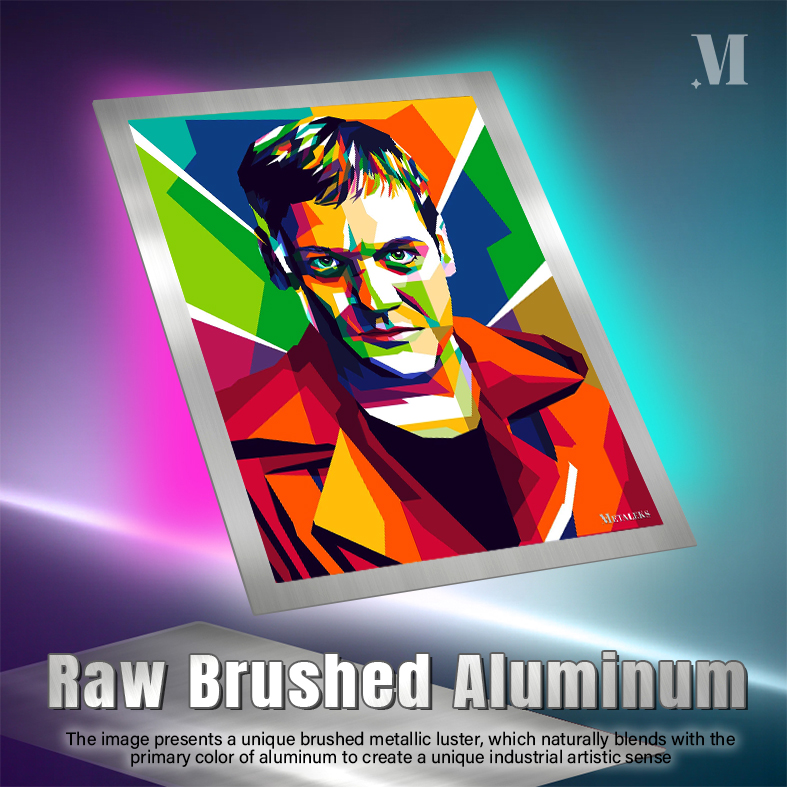 M
METALEKS
Raw Brushed Aluminum
The image presents a unique brushed metallic luster, which naturally blends with the
primary color of aluminum to create a unique industrial artistic sense